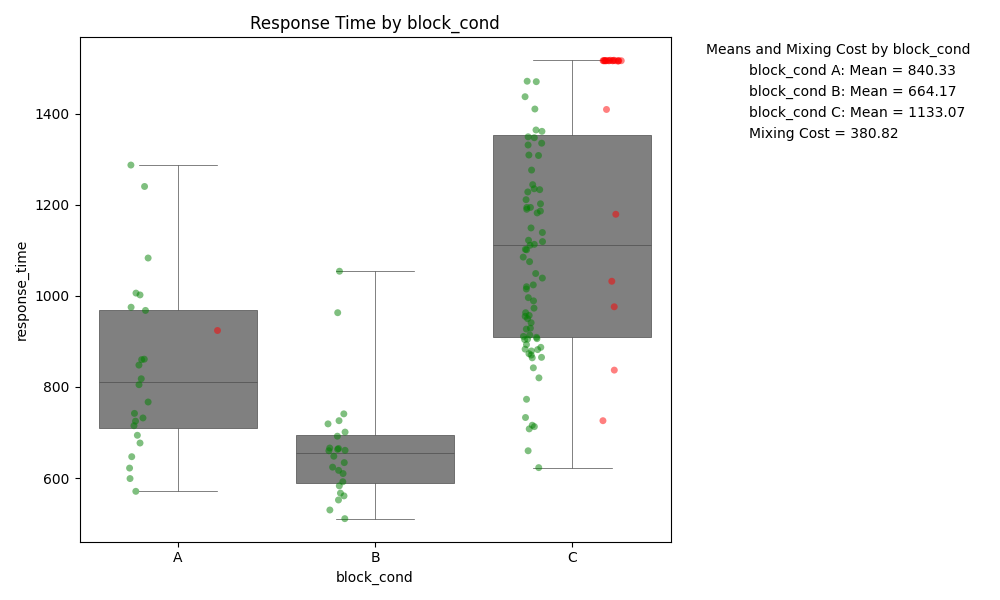 Response Time by block_cond
Means and Mixing Cost by block_cond
block_cond A: Mean = 840.33
block_cond B: Mean = 664.17
block_cond C: Mean = 1133.07
Mixing Cost = 380.82
response_time
1400
1200
1000
800
600
A
B
C
block_cond